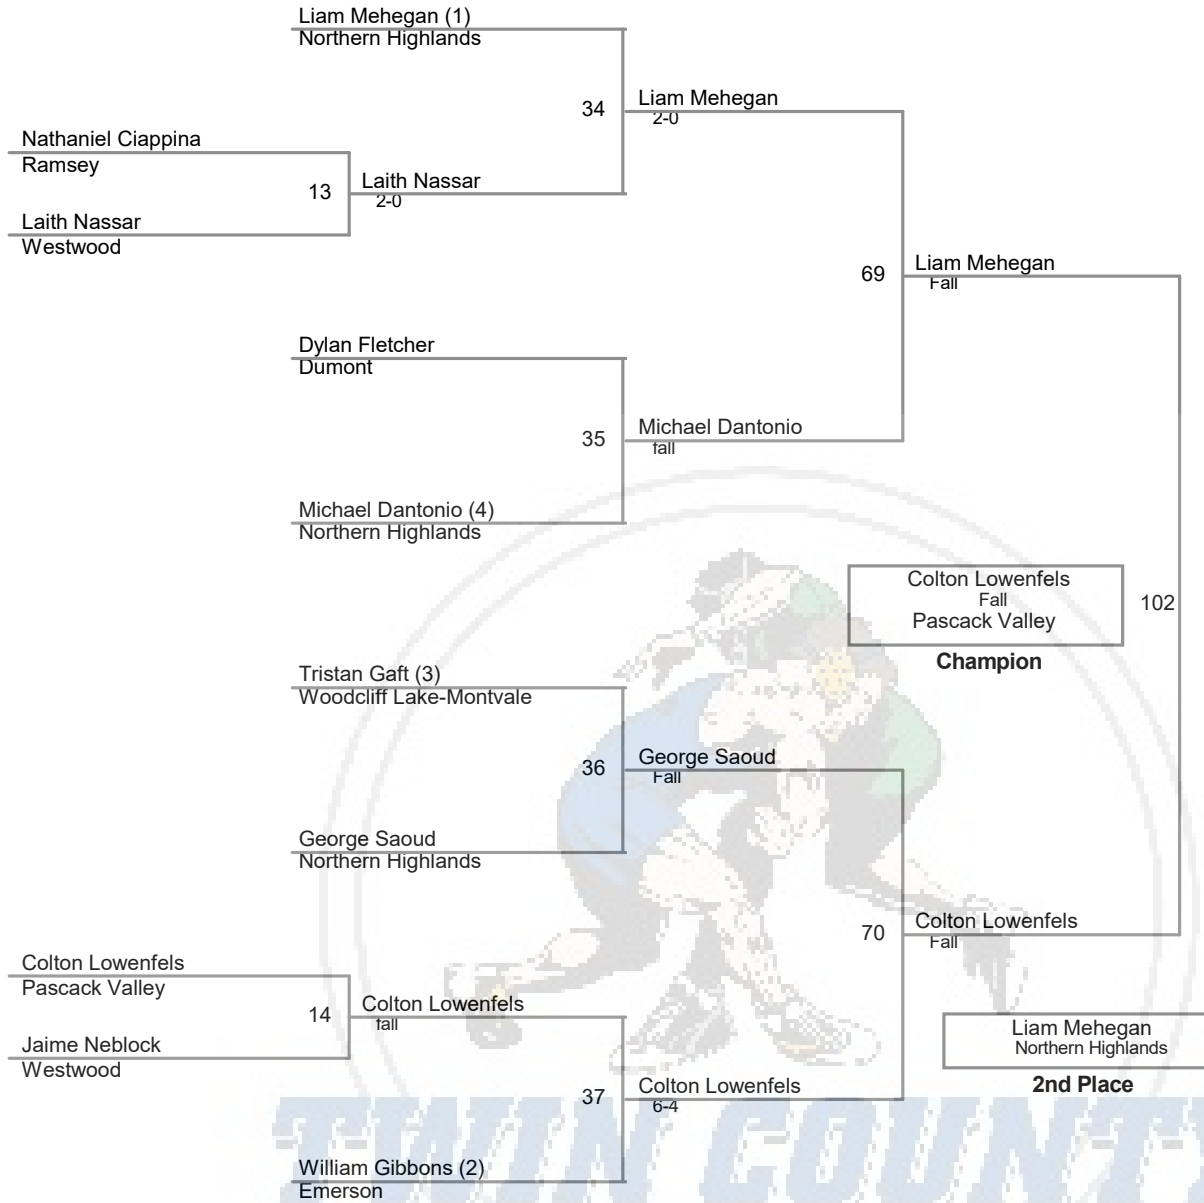 Liam Mehegan (1)
Northern Highlands
34
Liam Mehegan
2-0
Nathaniel Ciappina
Ramsey
13
Laith Nassar
2-0
Laith Nassar
Westwood
69
Liam Mehegan
Fall
Dylan Fletcher
Dumont
35
Michael Dantonio
fall
Michael Dantonio (4)
Northern Highlands
Colton Lowenfels
Fall
Pascack Valley
102
Champion
Tristan Gaft (3)
Woodcliff Lake-Montvale
36
George Saoud
Fall
George Saoud
Northern Highlands
70
Colton Lowenfels
Fall
Colton Lowenfels
Pascack Valley
14
Colton Lowenfels
fall
Jaime Neblock
Westwood
Liam Mehegan
Northern Highlands
2nd Place
37
Colton Lowenfels
6-4
William Gibbons (2)
Emerson
TWIN COUNTY